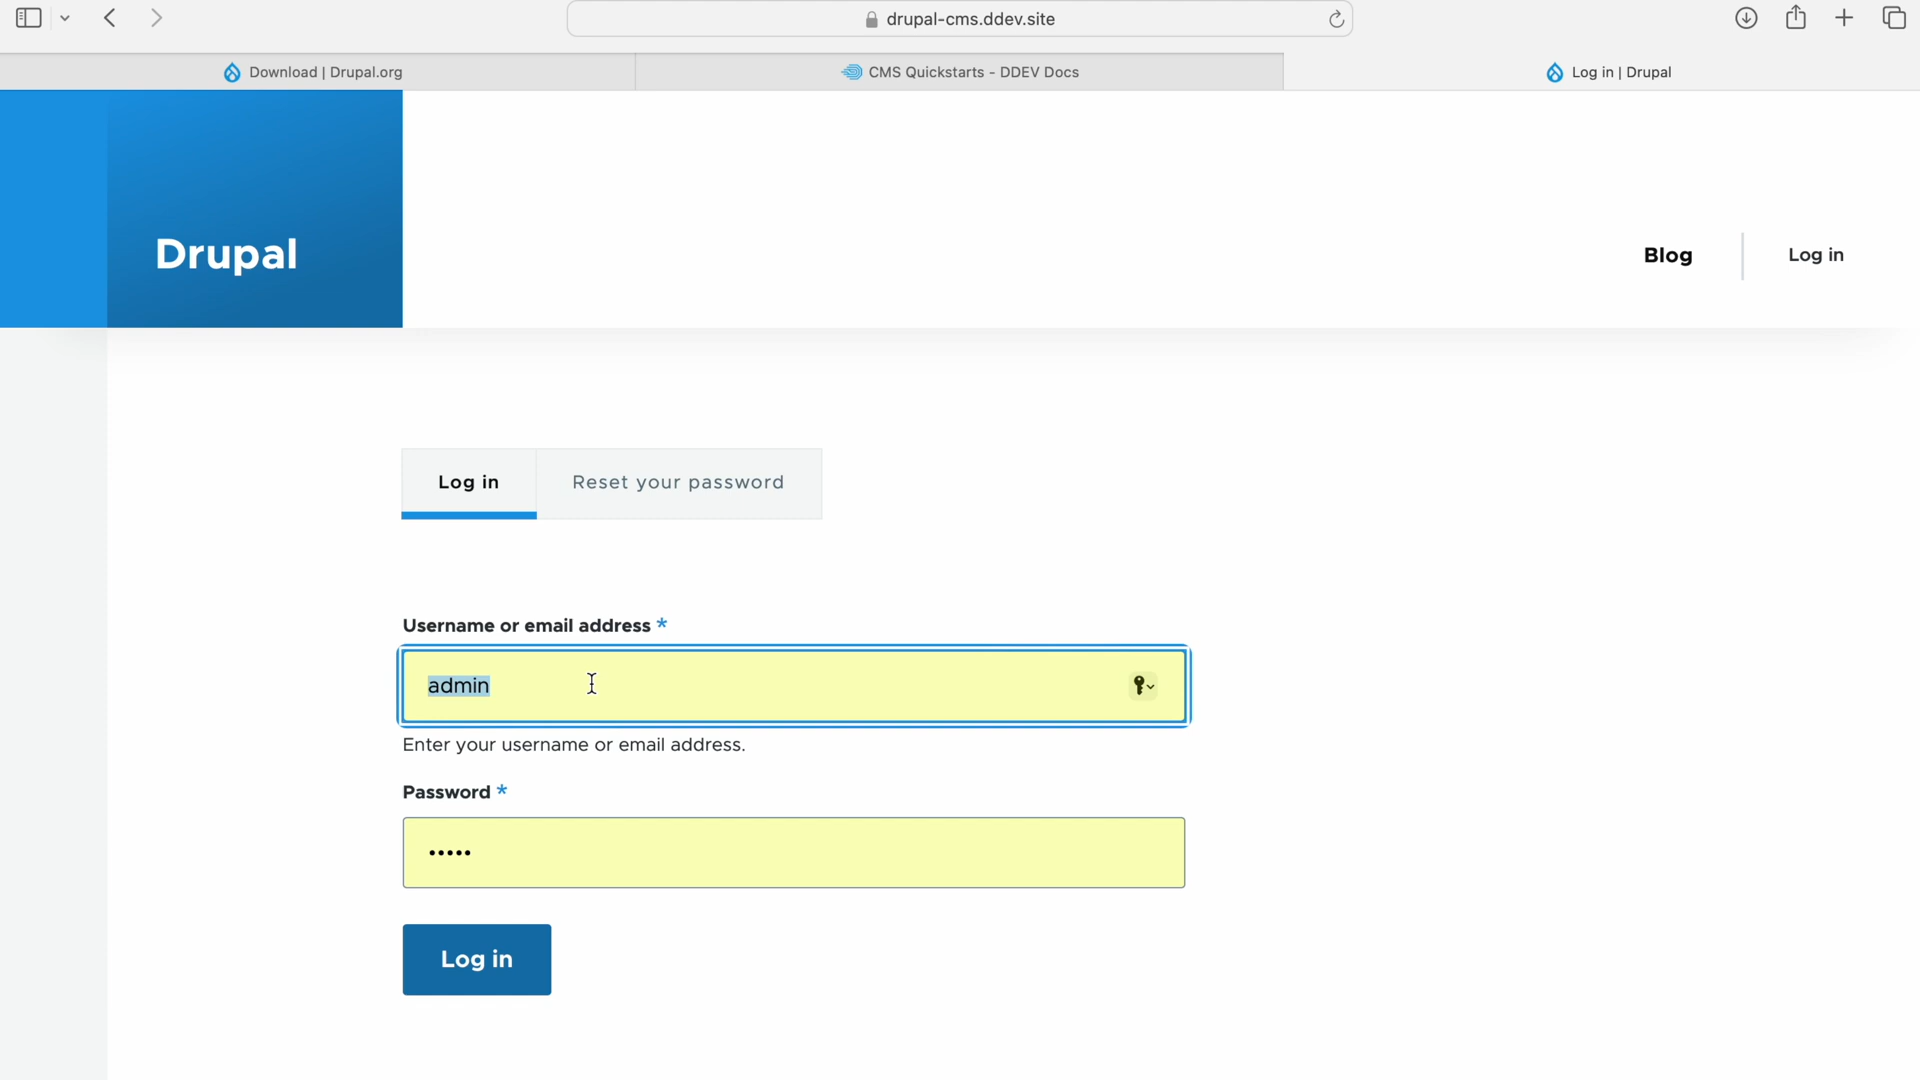 drupal-cms.ddev.site
Download | Drupal.org
CMS Quickstarts - DDEV Docs
Log in | Drupal
Drupal
Blog
Log in
Log in
Reset your password
Username or email address *
admin
Enter your username or email address.
Password *
•••••
Log in